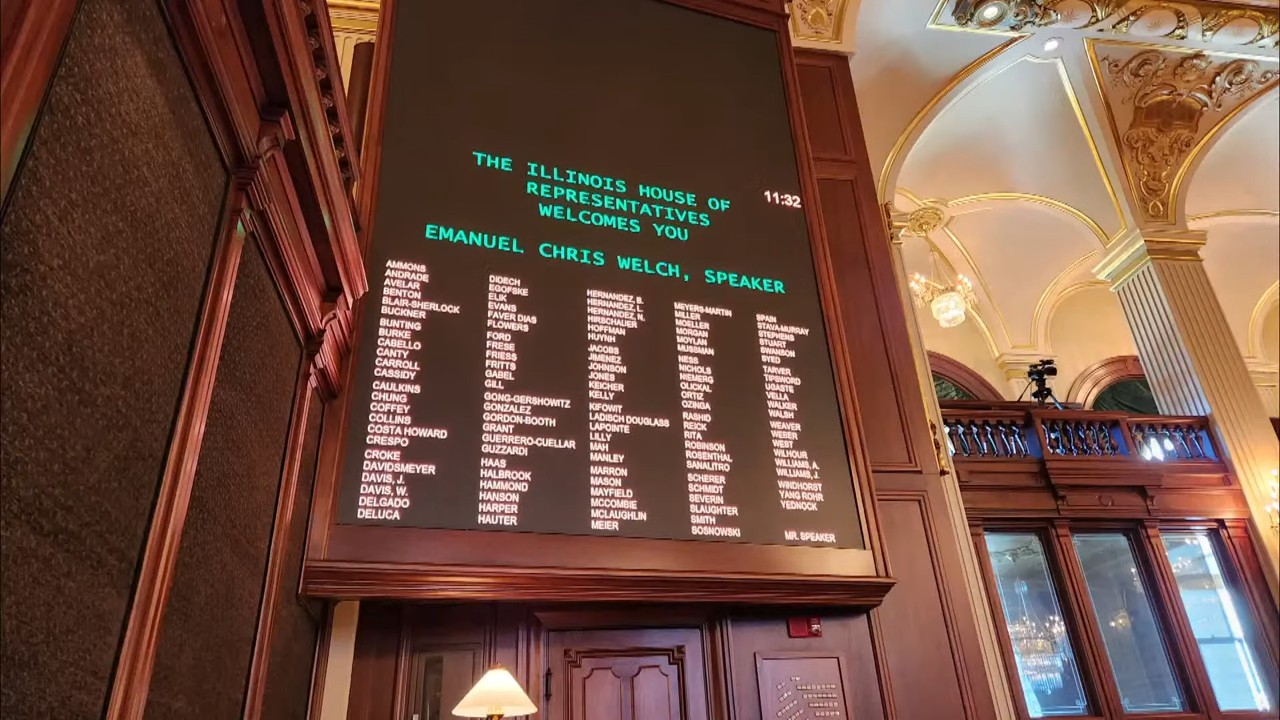 THE ILLINOIS HOUSE OF
REPRESENTATIVES
WELCOMES YOU
11:32
EMANUEL CHRIS WELCH, SPEAKER
AMMONS
ANDRADE
AVELAR
BENTON
BLAIR-SHERLOCK
BUCKNER
BUNTING
BURKE
CABELLO
CANTY
CARROLL
CASSIDY
CAULKINS
CHUNG
COFFEY
COLLINS
COSTA HOWARD
CRESPO
CROKE
DAVIDSMEYER
DAVIS, J.
DAVIS, W.
DELGADO
DELUCA
DIDECH
EGOFSKE
ELIK
EVANS
FAVER DIAS
FLOWERS
FORD
FRESE
FRIESS
FRITTS
GABEL
GILL
GONG-GERSHOWITZ
GONZALEZ
GORDON-BOOTH
GRANT
GUERRERO-CUELLAR
GUZZARDI
HAAS
HALBROOK
HAMMOND
HANSON
HARPER
HAUTER
HERNANDEZ, B.
HERNANDEZ, L.
HERNANDEZ, N.
HIRSCHAUER
HOFFMAN
HUYNH
JACOBS
JIMENEZ
JOHNSON
JONES
KEICHER
KELLY
KIFOWIT
LADISCH DOUGLASS
LAPOINTE
LILLY
MAH
MANLEY
MARRON
MASON
MAYFIELD
MCCOMBIE
MCLAUGHLIN
MEIER
MEYERS-MARTIN
MILLER
MOELLER
MORGAN
MOYLAN
MUSSMAN
NESS
NICHOLS
NIEMERG
OLICKAL
ORTIZ
OZINGA
RASHID
REICK
RITA
ROBINSON
ROSENTHAL
SANALITRO
SCHERER
SCHMIDT
SEVERIN
SLAUGHTER
SMITH
SOSNOWSKI
SPAIN
STAVA-MURRAY
STEPHENS
STUART
SWANSON
SYED
TARVER
TIPSWORD
UGASTE
VELLA
WALKER
WALSH
WEAVER
WEBER
WEST
WILHOUR
WILLIAMS, A.
WILLIAMS, J.
WINDHORST
YANG ROHR
YEDNOCK
MR. SPEAKER